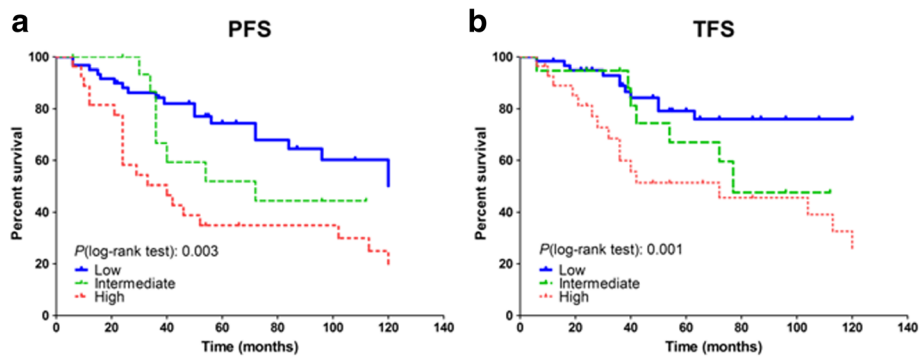 a
PFS
100
80
60
40
20
0
Percent survival
P(log-rank test): 0.003
Low
Intermediate
High
0 20 40 60 80 100 120 140
Time (months)
b
TFS
100
80
60
40
20
0
Percent survival
P(log-rank test): 0.001
Low
Intermediate
High
0 20 40 60 80 100 120 140
Time (months)